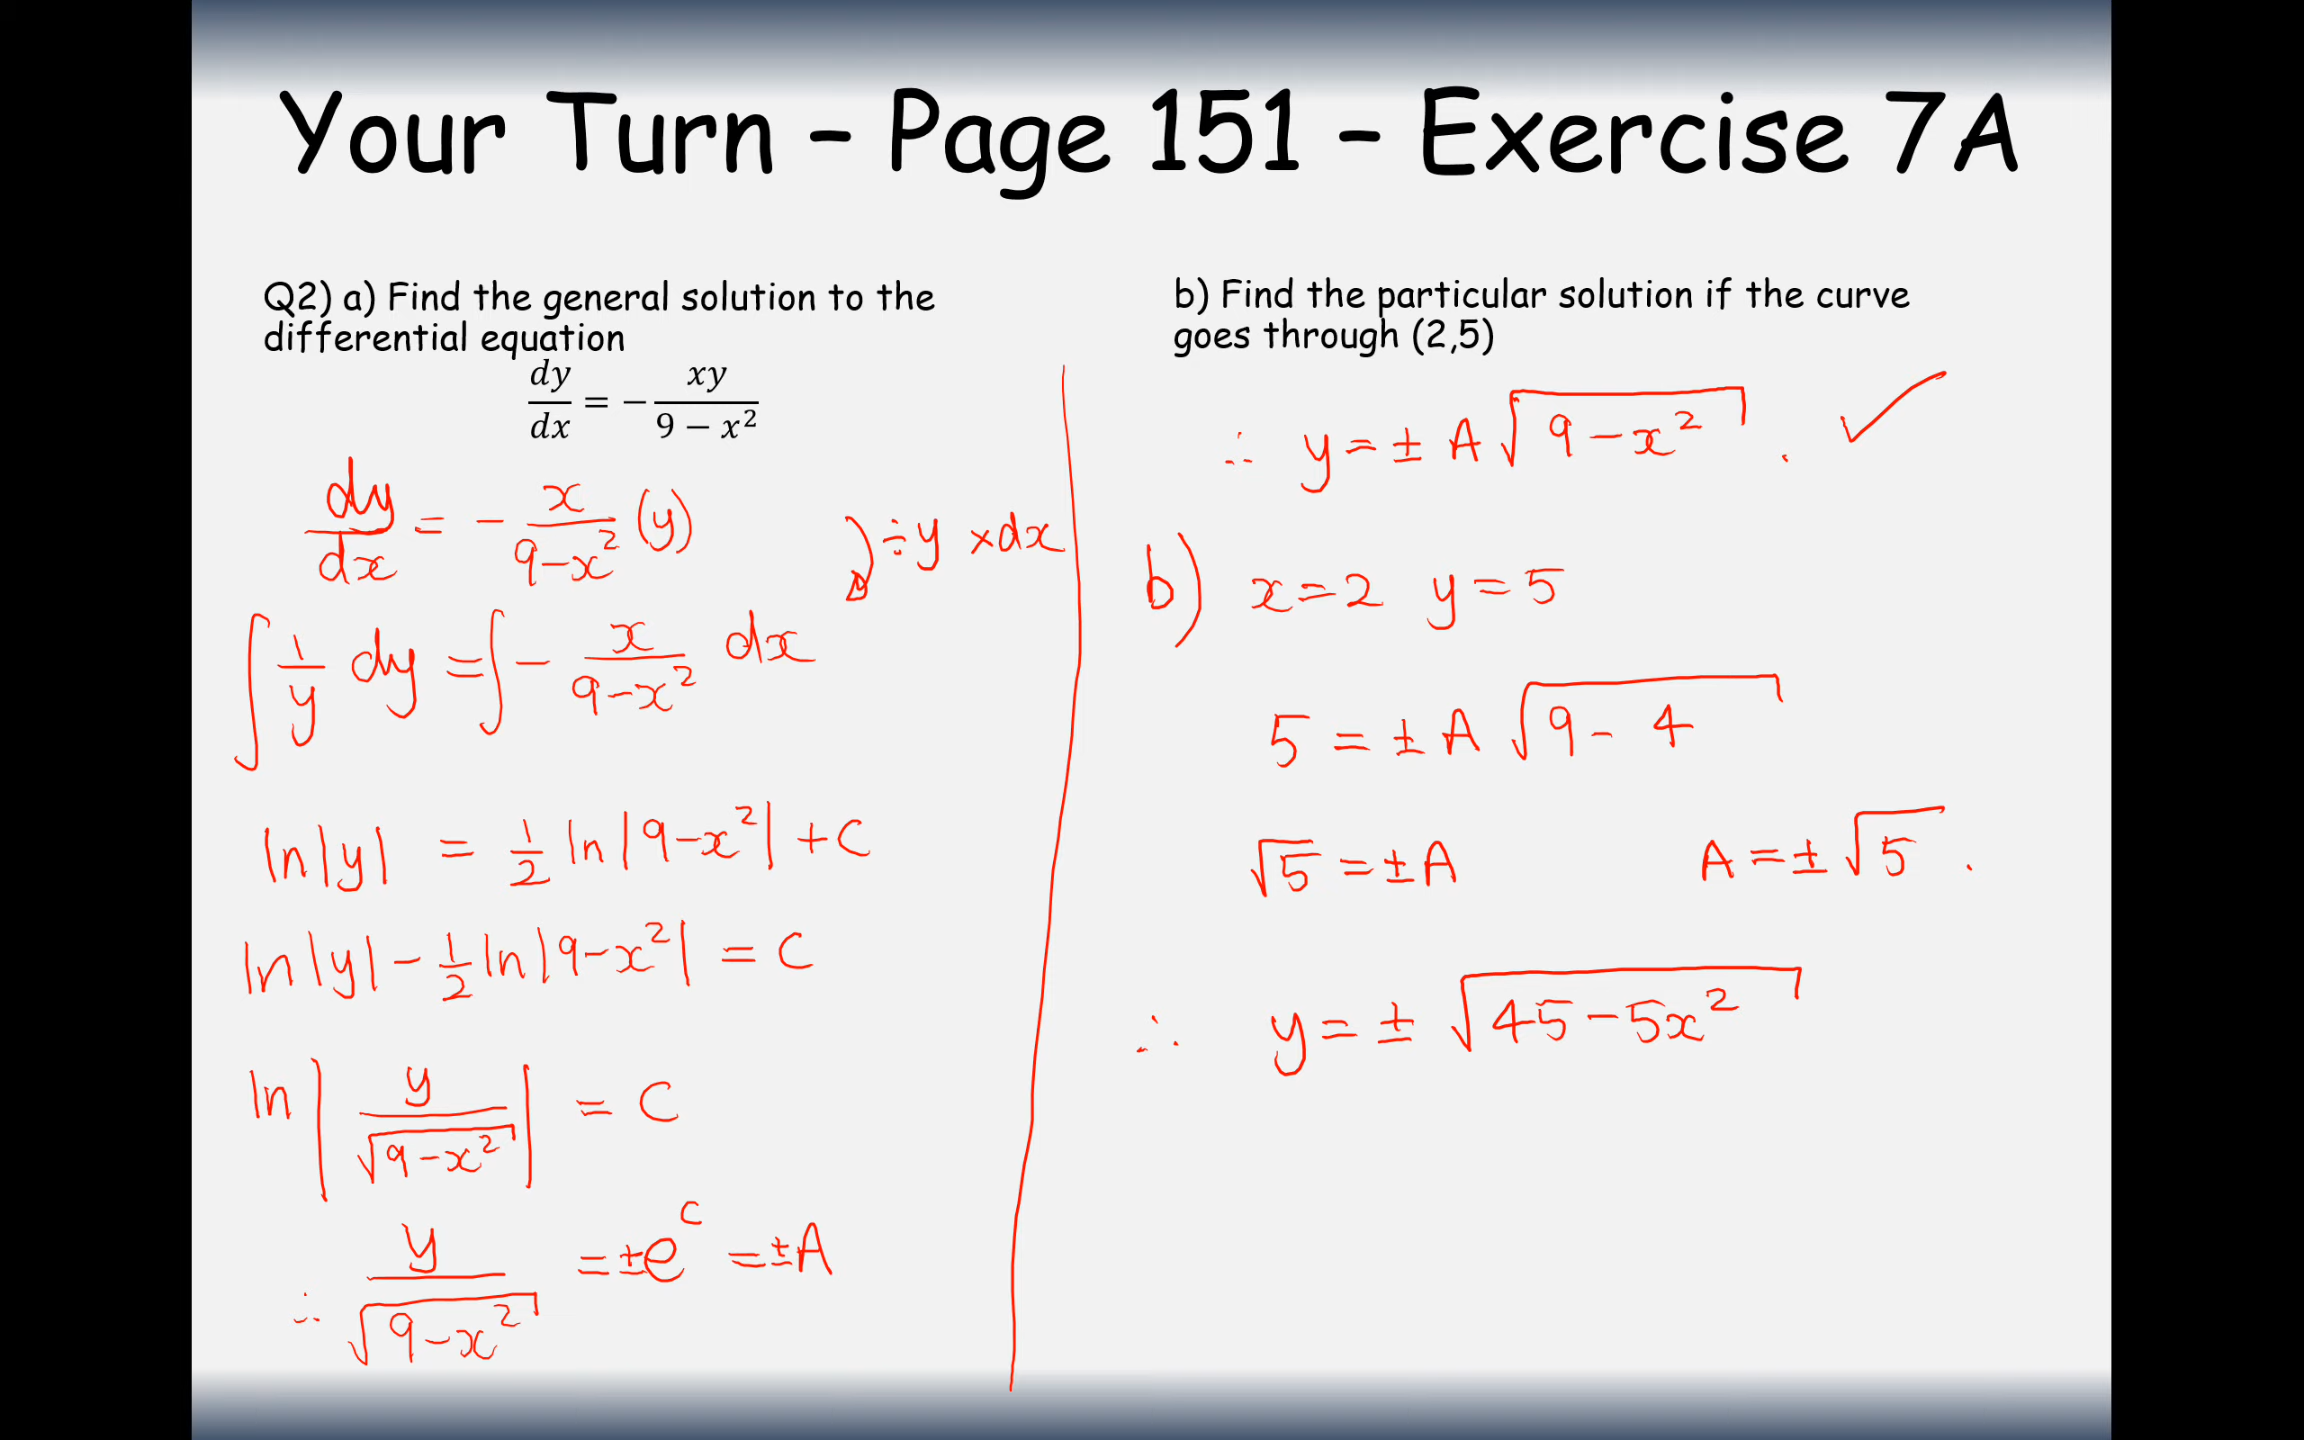 Your Turn – Page 151 – Exercise 7A
Q2) a) Find the general solution to the
differential equation
dy/dx = − xy/(9 − x²)
dy/dx = − x/(9−x²) (y)
÷y ×dx
∫ 1/y dy = ∫ − x/(9−x²) dx
ln|y| = 1/2 ln|9−x²| + C
ln|y| − 1/2 ln|9−x²| = C
ln | y/√(9−x²) | = C
∴ y/√(9−x²) = ±e^C = ±A
b) Find the particular solution if the curve
goes through (2,5)
∴ y = ± A √(9−x²) . ✓
b) x=2 y=5
5 = ± A √(9−4)
√5 = ±A A = ±√5 .
∴ y = ± √(45−5x²)